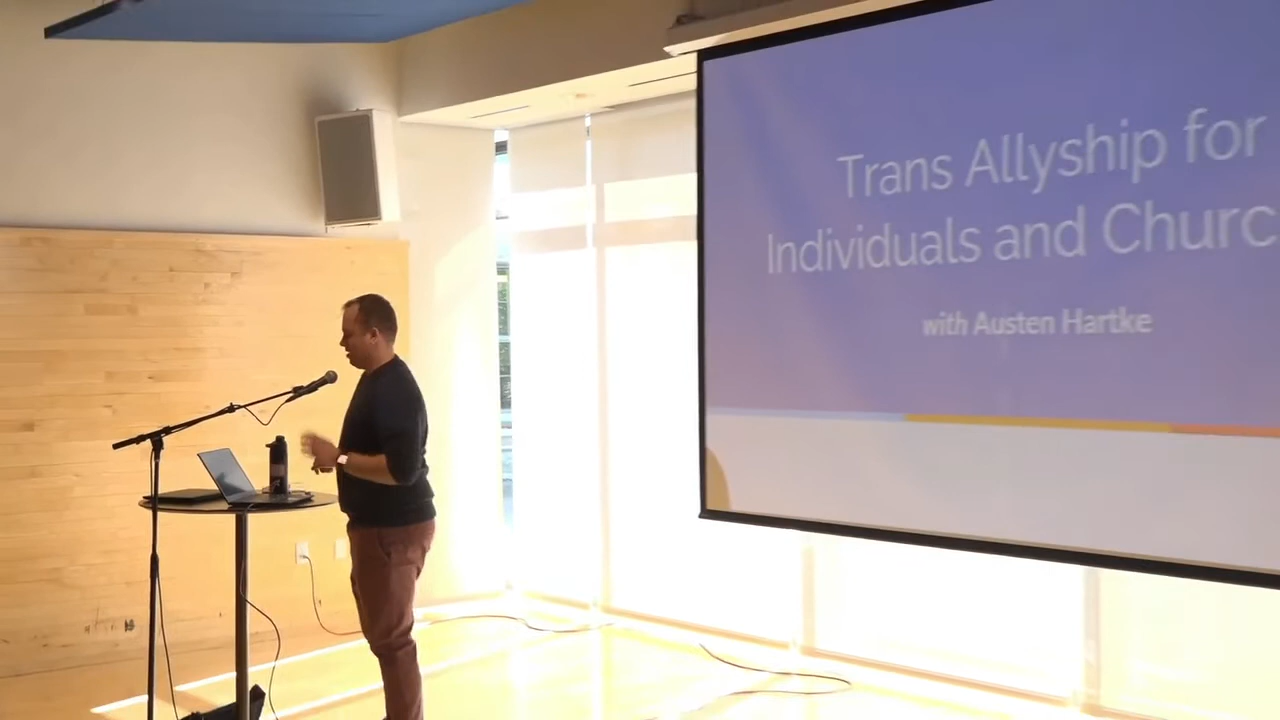 Trans Allyship for
Individuals and Churc
with Austen Hartke